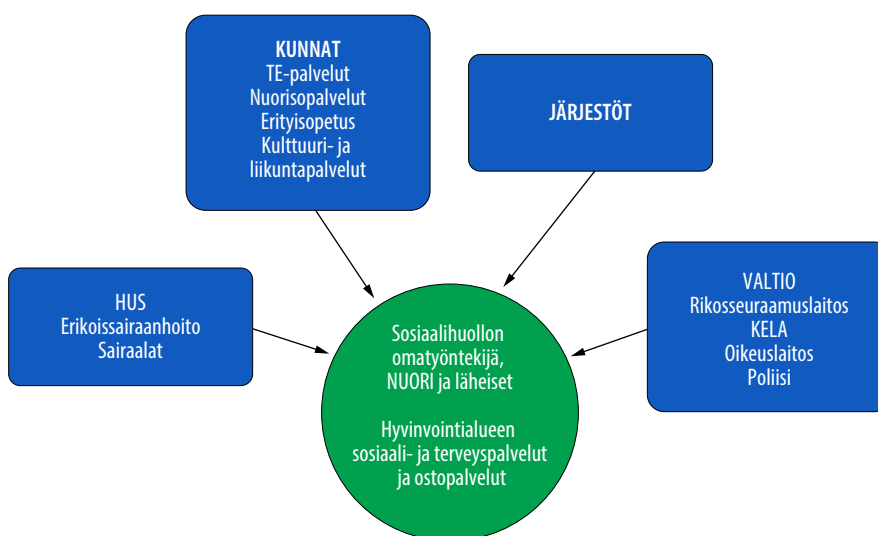 KUNNAT
TE-palvelut
Nuorisopalvelut
Erityisopetus
Kulttuuri- ja
liikuntapalvelut
JÄRJESTÖT
HUS
Erikoissairaanhoito
Sairaalat
VALTIO
Rikosseuraamuslaitos
KELA
Oikeuslaitos
Poliisi
Sosiaalihuollon
omatyöntekijä,
NUORI ja läheiset
Hyvinvointialueen
sosiaali- ja terveyspalvelut
ja ostopalvelut